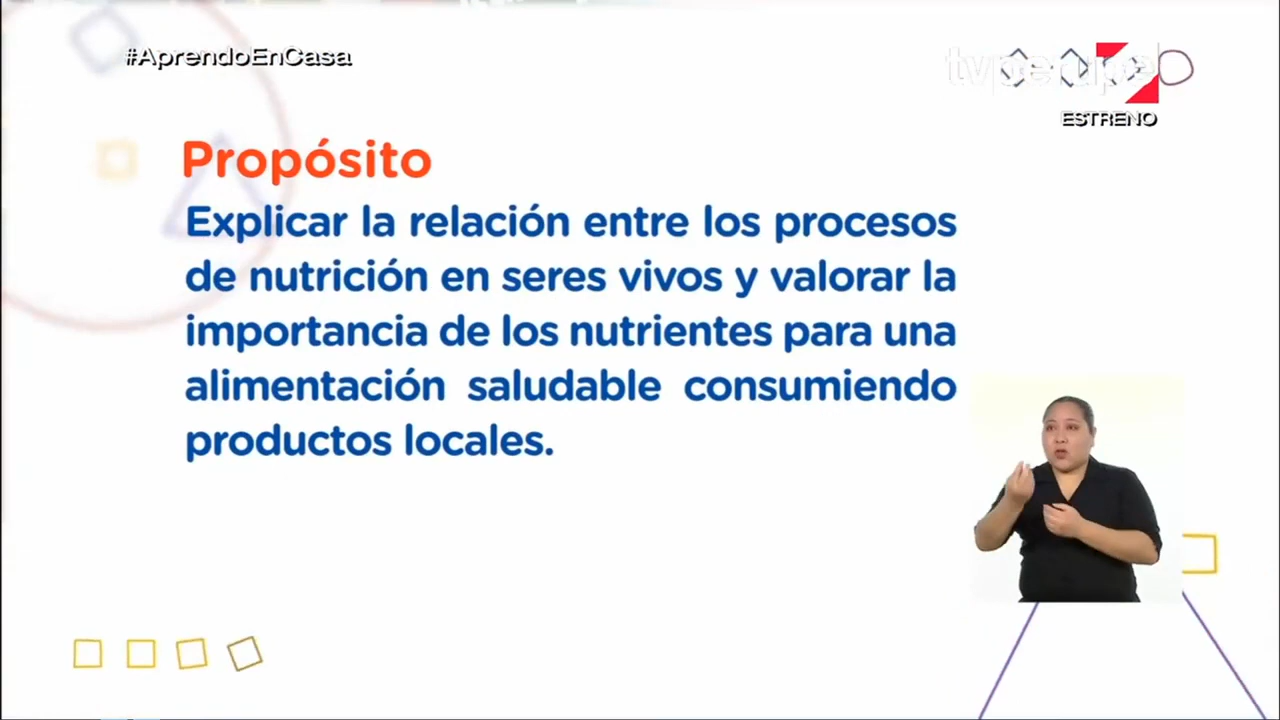 #AprendoEnCasa
tvperu
ESTRENO
Propósito
Explicar la relación entre los procesos
de nutrición en seres vivos y valorar la
importancia de los nutrientes para una
alimentación saludable consumiendo
productos locales.